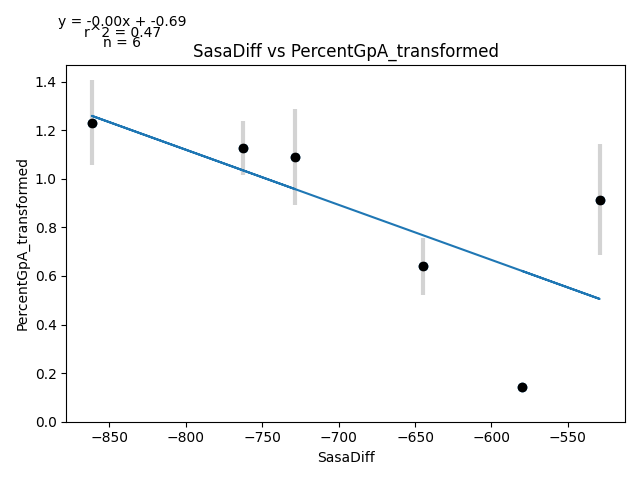 y = -0.00x + -0.69
r^2 = 0.47
n = 6
SasaDiff vs PercentGpA_transformed
PercentGpA_transformed
1.4
1.2
1.0
0.8
0.6
0.4
0.2
0.0
−850 −800 −750 −700 −650 −600 −550
SasaDiff